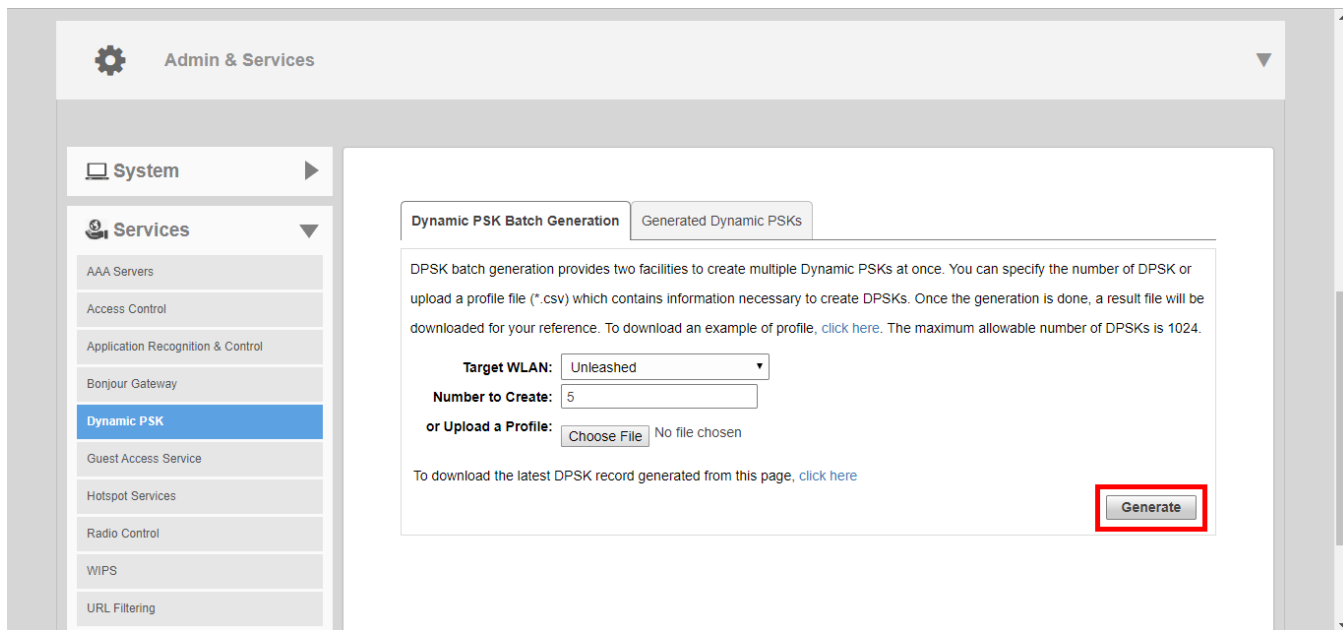 Admin & Services
System
Services
AAA Servers
Access Control
Application Recognition & Control
Bonjour Gateway
Dynamic PSK
Guest Access Service
Hotspot Services
Radio Control
WIPS
URL Filtering
Dynamic PSK Batch Generation
Generated Dynamic PSKs
DPSK batch generation provides two facilities to create multiple Dynamic PSKs at once. You can specify the number of DPSK or
upload a profile file (*.csv) which contains information necessary to create DPSKs. Once the generation is done, a result file will be
downloaded for your reference. To download an example of profile, click here. The maximum allowable number of DPSKs is 1024.
Target WLAN: Unleashed
Number to Create: 5
or Upload a Profile: Choose File No file chosen
To download the latest DPSK record generated from this page, click here
Generate